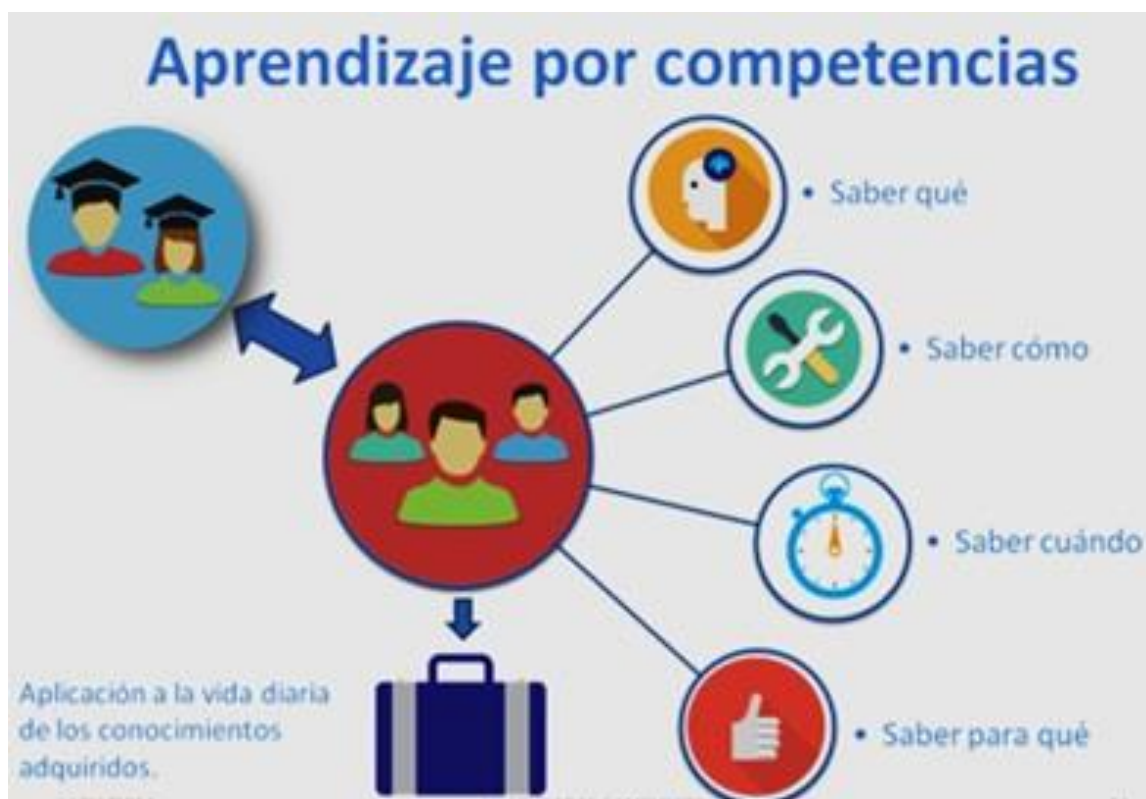 Aprendizaje por competencias
• Saber qué
• Saber cómo
• Saber cuándo
• Saber para qué
Aplicación a la vida diaria
de los conocimientos
adquiridos.